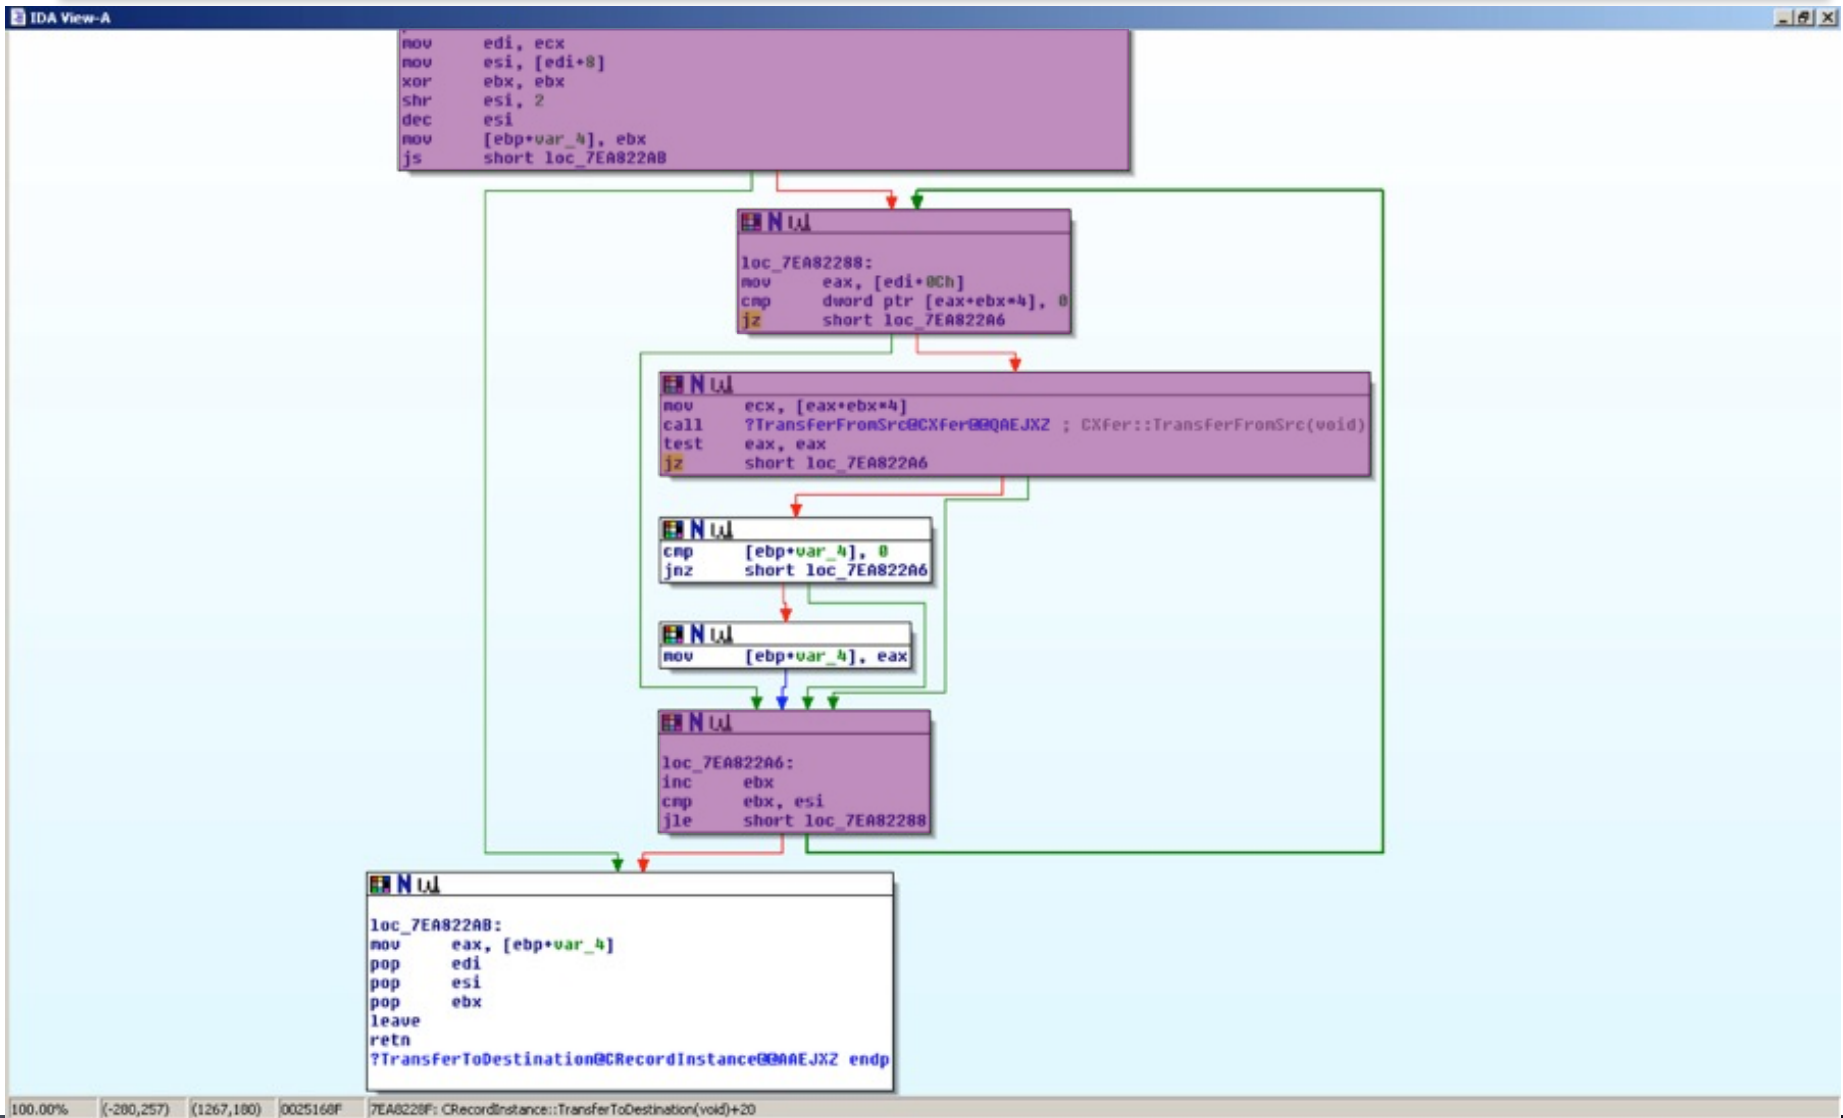 IDA View-A
mov edi, ecx
mov esi, [edi+8]
xor ebx, ebx
shr esi, 2
dec esi
mov [ebp+var_4], ebx
js short loc_7EA822AB
loc_7EA82288:
mov eax, [edi+0Ch]
cmp dword ptr [eax+ebx*4], 0
jz short loc_7EA822A6
mov ecx, [eax+ebx*4]
call ?TransferFromSrc@CXfer@@QAEJXZ ; CXfer::TransferFromSrc(void)
test eax, eax
jz short loc_7EA822A6
cmp [ebp+var_4], 0
jnz short loc_7EA822A6
mov [ebp+var_4], eax
loc_7EA822A6:
inc ebx
cmp ebx, esi
jle short loc_7EA82288
loc_7EA822AB:
mov eax, [ebp+var_4]
pop edi
pop esi
pop ebx
leave
retn
?TransferToDestination@CRecordInstance@@AAEJXZ endp
100.00% (-280,257) (1267,180) 0025168F 7EA8228F: CRecordInstance::TransferToDestination(void)+20